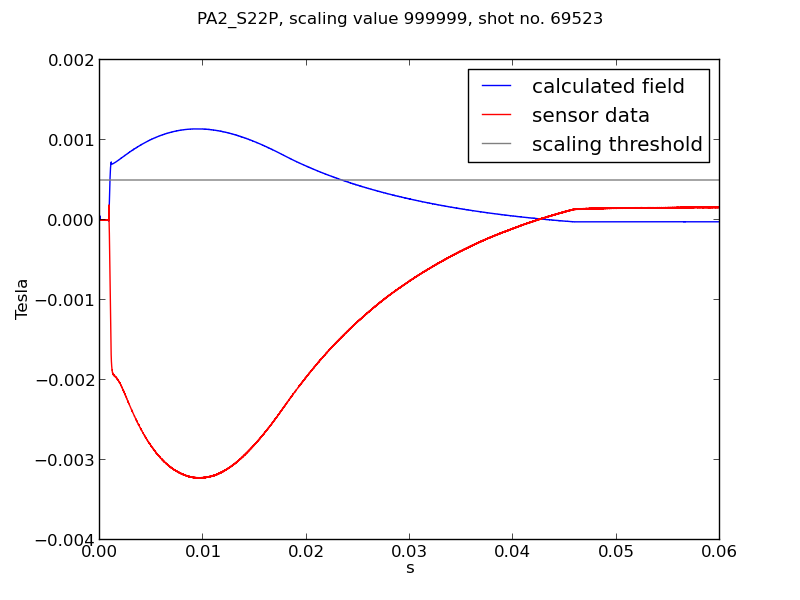 PA2_S22P, scaling value 999999, shot no. 69523
calculated field
sensor data
scaling threshold
0.002
0.001
0.000
−0.001
−0.002
−0.003
−0.004
Tesla
0.00 0.01 0.02 0.03 0.04 0.05 0.06
s